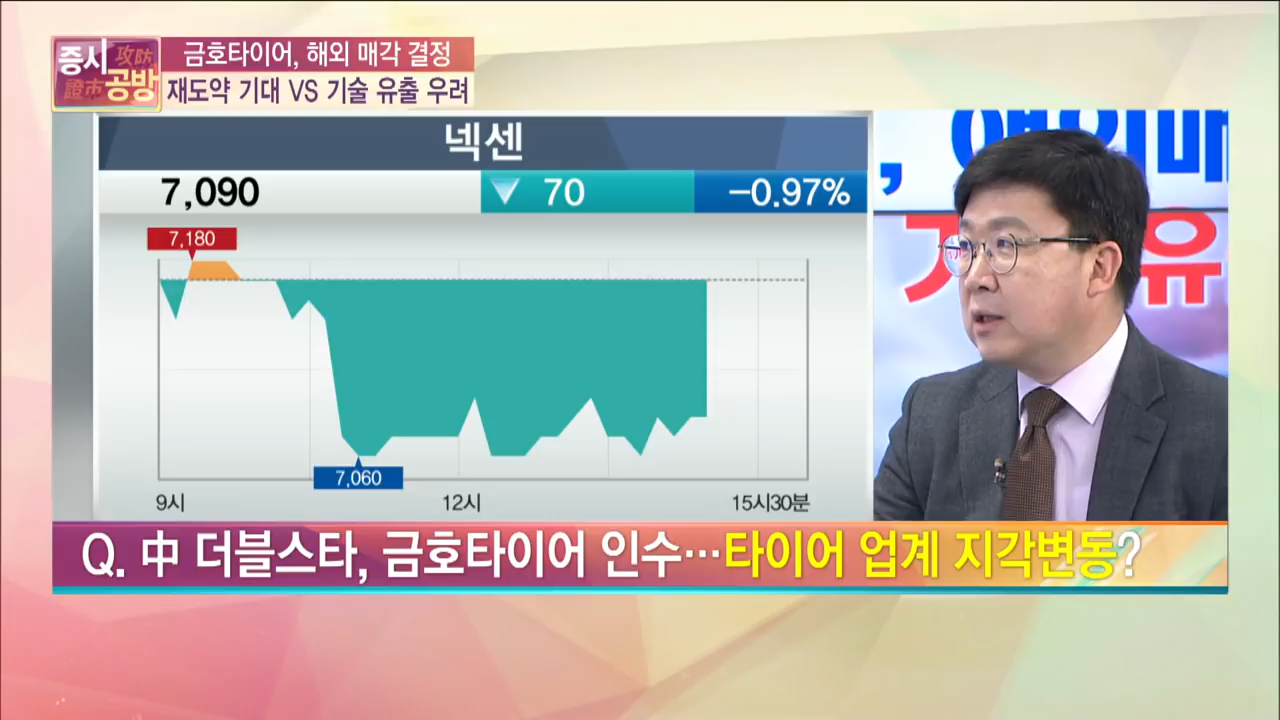 증시 攻防
證市 공방
금호타이어, 해외 매각 결정
재도약 기대 VS 기술 유출 우려
넥센
7,090 ▼ 70 -0.97%
7,180
7,060
9시 12시 15시30분
Q. 中 더블스타, 금호타이어 인수…타이어 업계 지각변동?